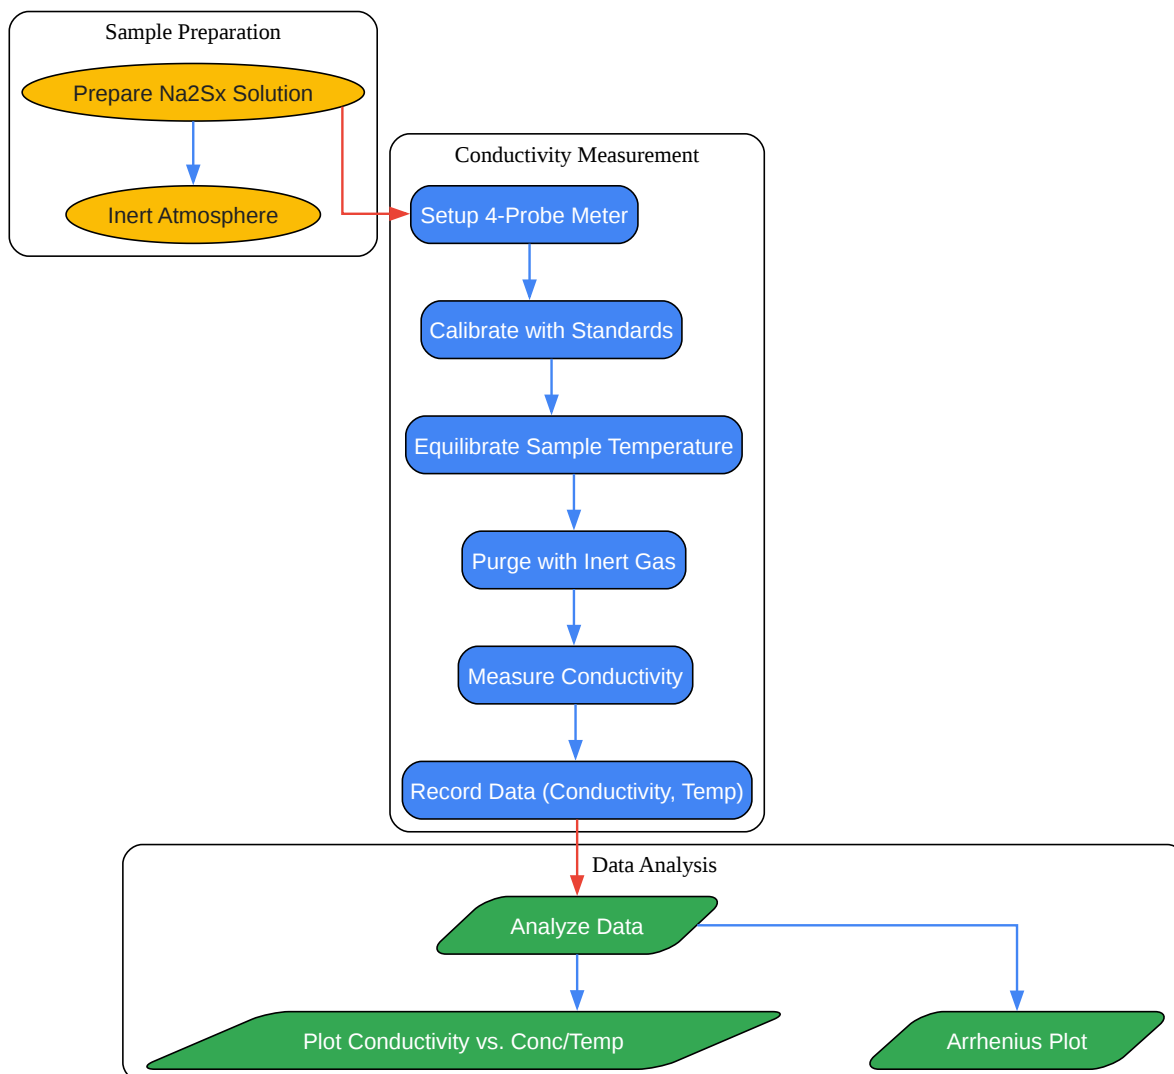 Sample Preparation
Prepare Na2Sx Solution
Inert Atmosphere
Conductivity Measurement
Setup 4-Probe Meter
Calibrate with Standards
Equilibrate Sample Temperature
Purge with Inert Gas
Measure Conductivity
Record Data (Conductivity, Temp)
Data Analysis
Analyze Data
Plot Conductivity vs. Conc/Temp
Arrhenius Plot